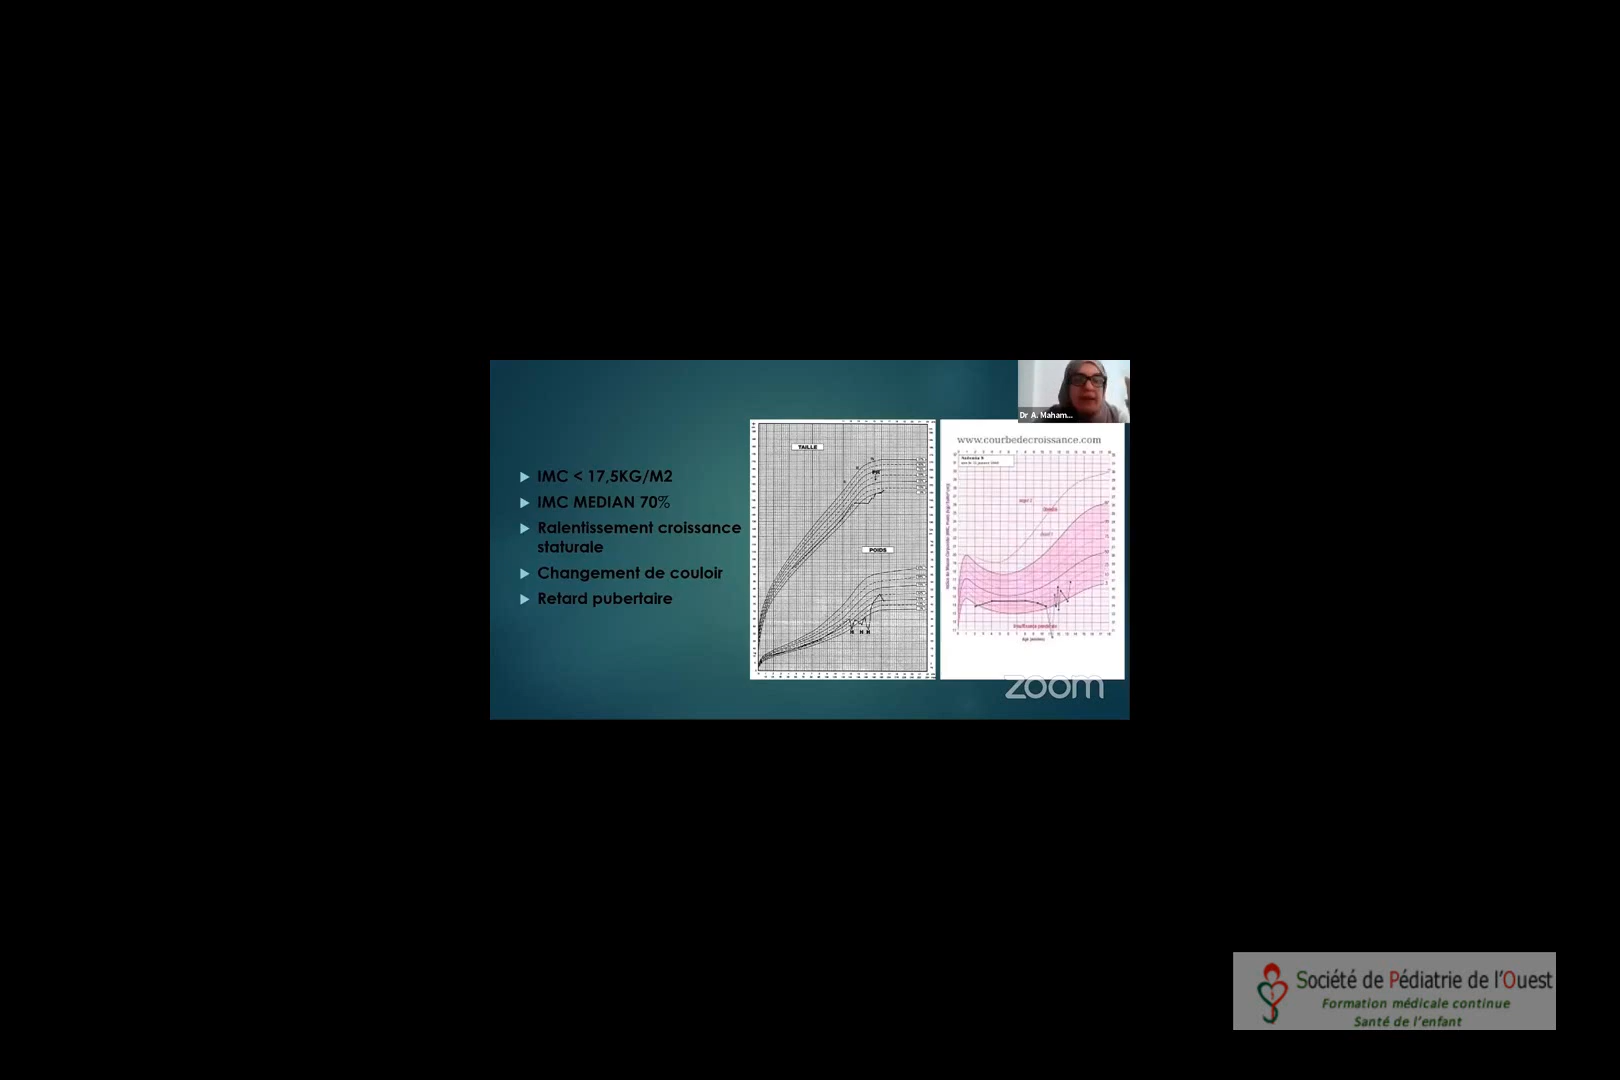 Dr A. Maham...
IMC < 17,5KG/M2
IMC MEDIAN 70%
Ralentissement croissance
staturale
Changement de couloir
Retard pubertaire
TAILLE
PH
POIDS
www.courbedecroissance.com
zoom
Société de Pédiatrie de l'Ouest
Formation médicale continue
Santé de l'enfant